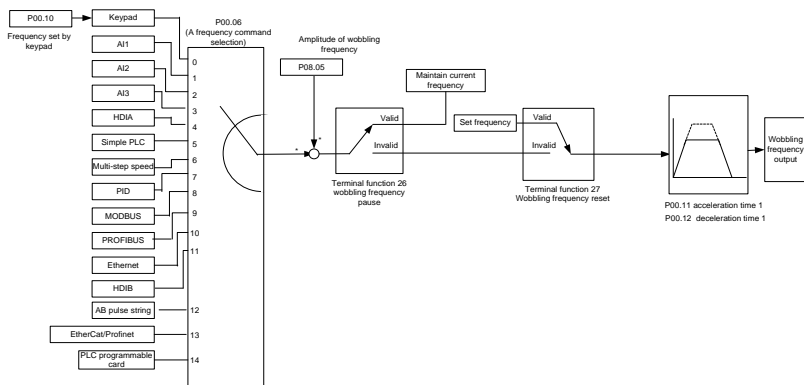 P00.10
Frequency set by
keypad
Keypad
AI1
AI2
AI3
HDIA
Simple PLC
Multi-step speed
PID
MODBUS
PROFIBUS
Ethernet
HDIB
AB pulse string
EtherCat/Profinet
PLC programmable
card
P00.06
(A frequency command
selection)
0
1
2
3
4
5
6
7
8
9
10
11
12
13
14
Amplitude of wobbling
frequency
P08.05
*
*
Maintain current
frequency
Valid
Invalid
Terminal function 26
wobbling frequency
pause
Set frequency
Valid
Invalid
Terminal function 27
Wobbling frequency reset
P00.11 acceleration time 1
P00.12 deceleration time 1
Wobbling
frequency
output